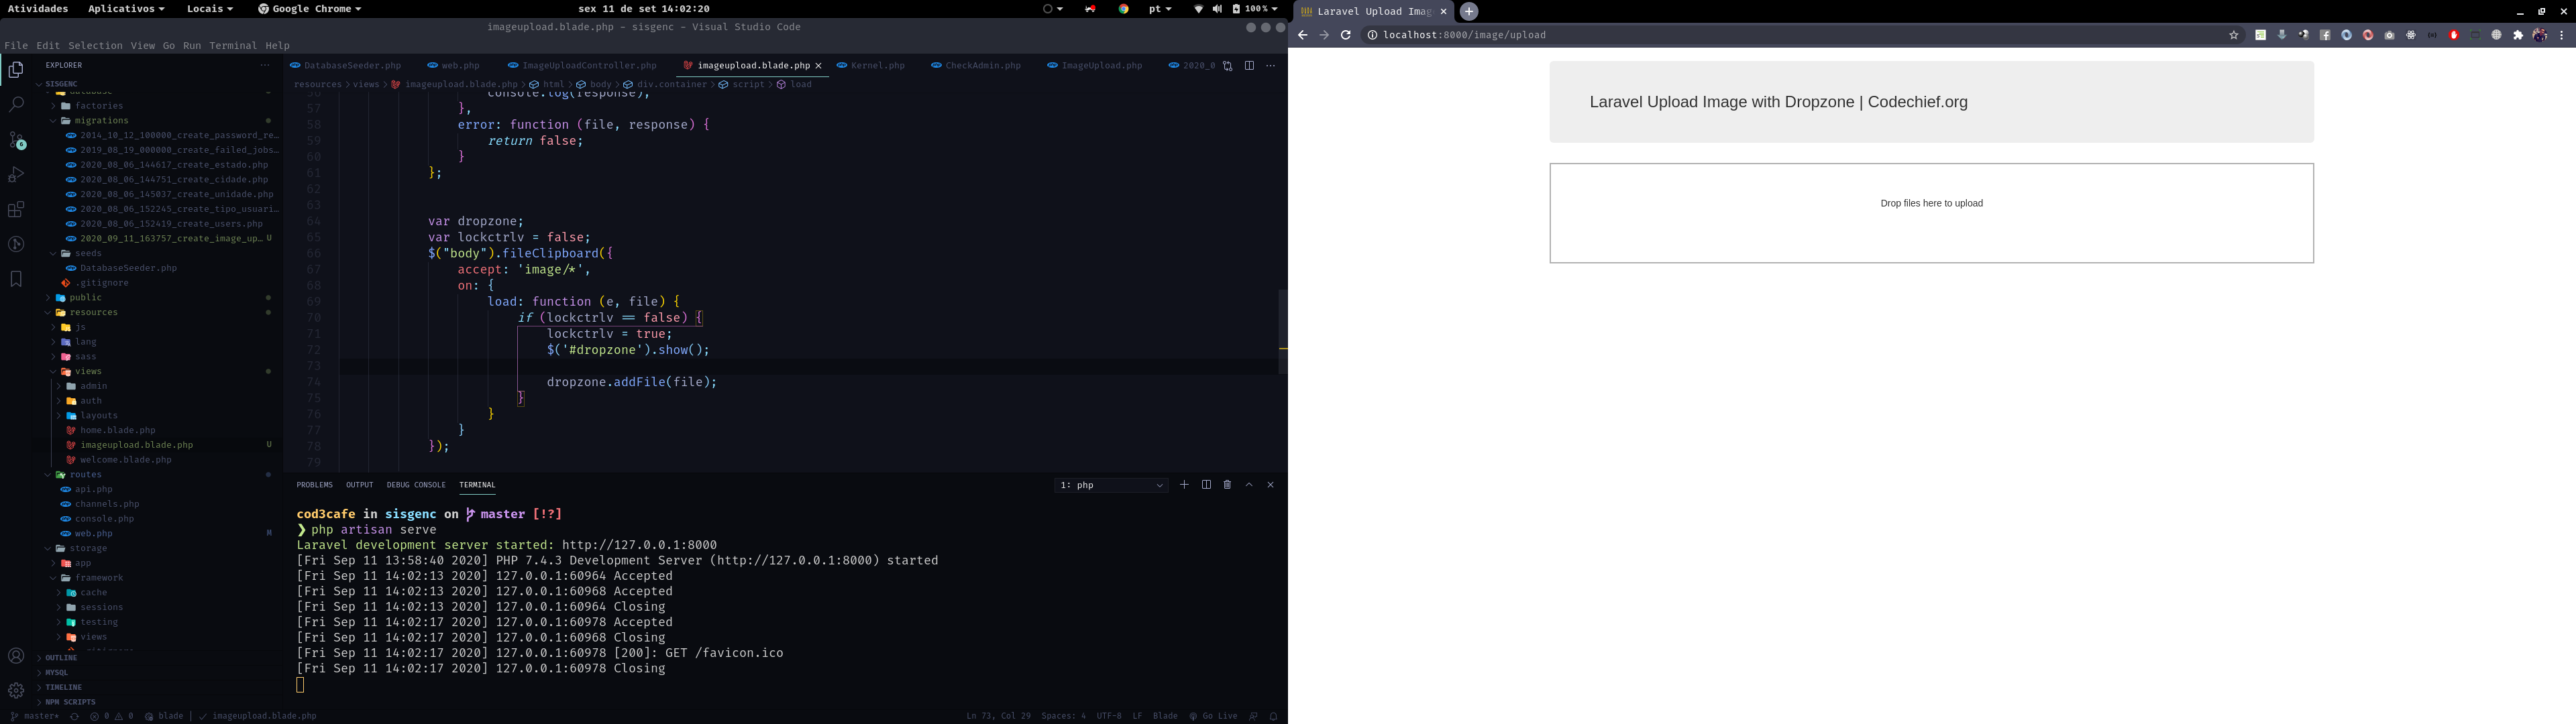 Atividades Aplicativos Locais Google Chrome sex 11 de set 14:02:20 pt 100%
imageupload.blade.php - sisgenc - Visual Studio Code
File Edit Selection View Go Run Terminal Help
EXPLORER
SISGENC
database
factories
migrations
2014_10_12_100000_create_password_re...
2019_08_19_000000_create_failed_jobs...
2020_08_06_144617_create_estado.php
2020_08_06_144751_create_cidade.php
2020_08_06_145037_create_unidade.php
2020_08_06_152245_create_tipo_usuari...
2020_08_06_152419_create_users.php
2020_09_11_163757_create_image_up... U
seeds
DatabaseSeeder.php
.gitignore
public
resources
js
lang
sass
views
admin
auth
layouts
home.blade.php
imageupload.blade.php U
welcome.blade.php
routes
api.php
channels.php
console.php
web.php M
storage
app
framework
cache
sessions
testing
views
.gitignore
OUTLINE
MYSQL
TIMELINE
NPM SCRIPTS
DatabaseSeeder.php web.php ImageUploadController.php imageupload.blade.php Kernel.php CheckAdmin.php ImageUpload.php 2020_0
resources > views > imageupload.blade.php > html > body > div.container > script > load
56 console.log(response);
57 },
58 error: function (file, response) {
59 return false;
60 }
61 };
62
63
64 var dropzone;
65 var lockctrlv = false;
66 $("body").fileClipboard({
67 accept: 'image/*',
68 on: {
69 load: function (e, file) {
70 if (lockctrlv == false) {
71 lockctrlv = true;
72 $('#dropzone').show();
73
74 dropzone.addFile(file);
75 }
76 }
77 }
78 });
79
PROBLEMS OUTPUT DEBUG CONSOLE TERMINAL 1: php
cod3cafe in sisgenc on master [!?]
❯ php artisan serve
Laravel development server started: http://127.0.0.1:8000
[Fri Sep 11 13:58:40 2020] PHP 7.4.3 Development Server (http://127.0.0.1:8000) started
[Fri Sep 11 14:02:13 2020] 127.0.0.1:60964 Accepted
[Fri Sep 11 14:02:13 2020] 127.0.0.1:60968 Accepted
[Fri Sep 11 14:02:13 2020] 127.0.0.1:60964 Closing
[Fri Sep 11 14:02:17 2020] 127.0.0.1:60978 Accepted
[Fri Sep 11 14:02:17 2020] 127.0.0.1:60968 Closing
[Fri Sep 11 14:02:17 2020] 127.0.0.1:60978 [200]: GET /favicon.ico
[Fri Sep 11 14:02:17 2020] 127.0.0.1:60978 Closing
master* 0 0 blade imageupload.blade.php Ln 73, Col 29 Spaces: 4 UTF-8 LF Blade Go Live
Laravel Upload Imag
localhost:8000/image/upload
Laravel Upload Image with Dropzone | Codechief.org
Drop files here to upload